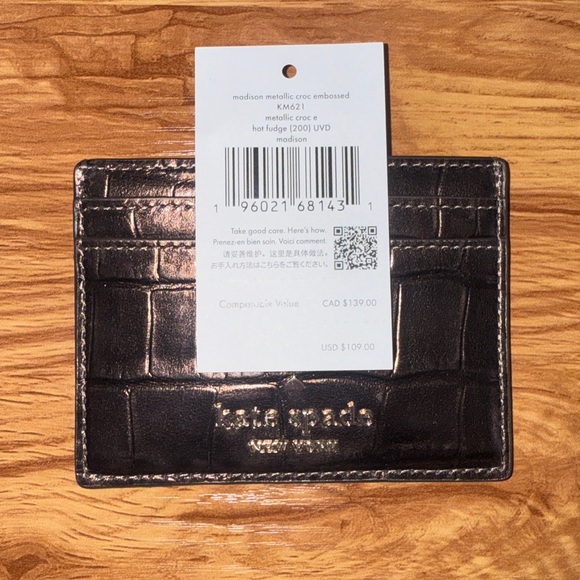 madison metallic croc embossed
KM621
metallic croc e
hot fudge (200) UVD
madison
1 96021 68143 1
Take good care. Here's how.
Prenez-en bien soin. Voici comment.
请妥善维护。这里是具体做法。
お手入れ方法はこちらをご覧ください。
Comparable Value CAD $139.00
USD $109.00
kate spade
NEW YORK